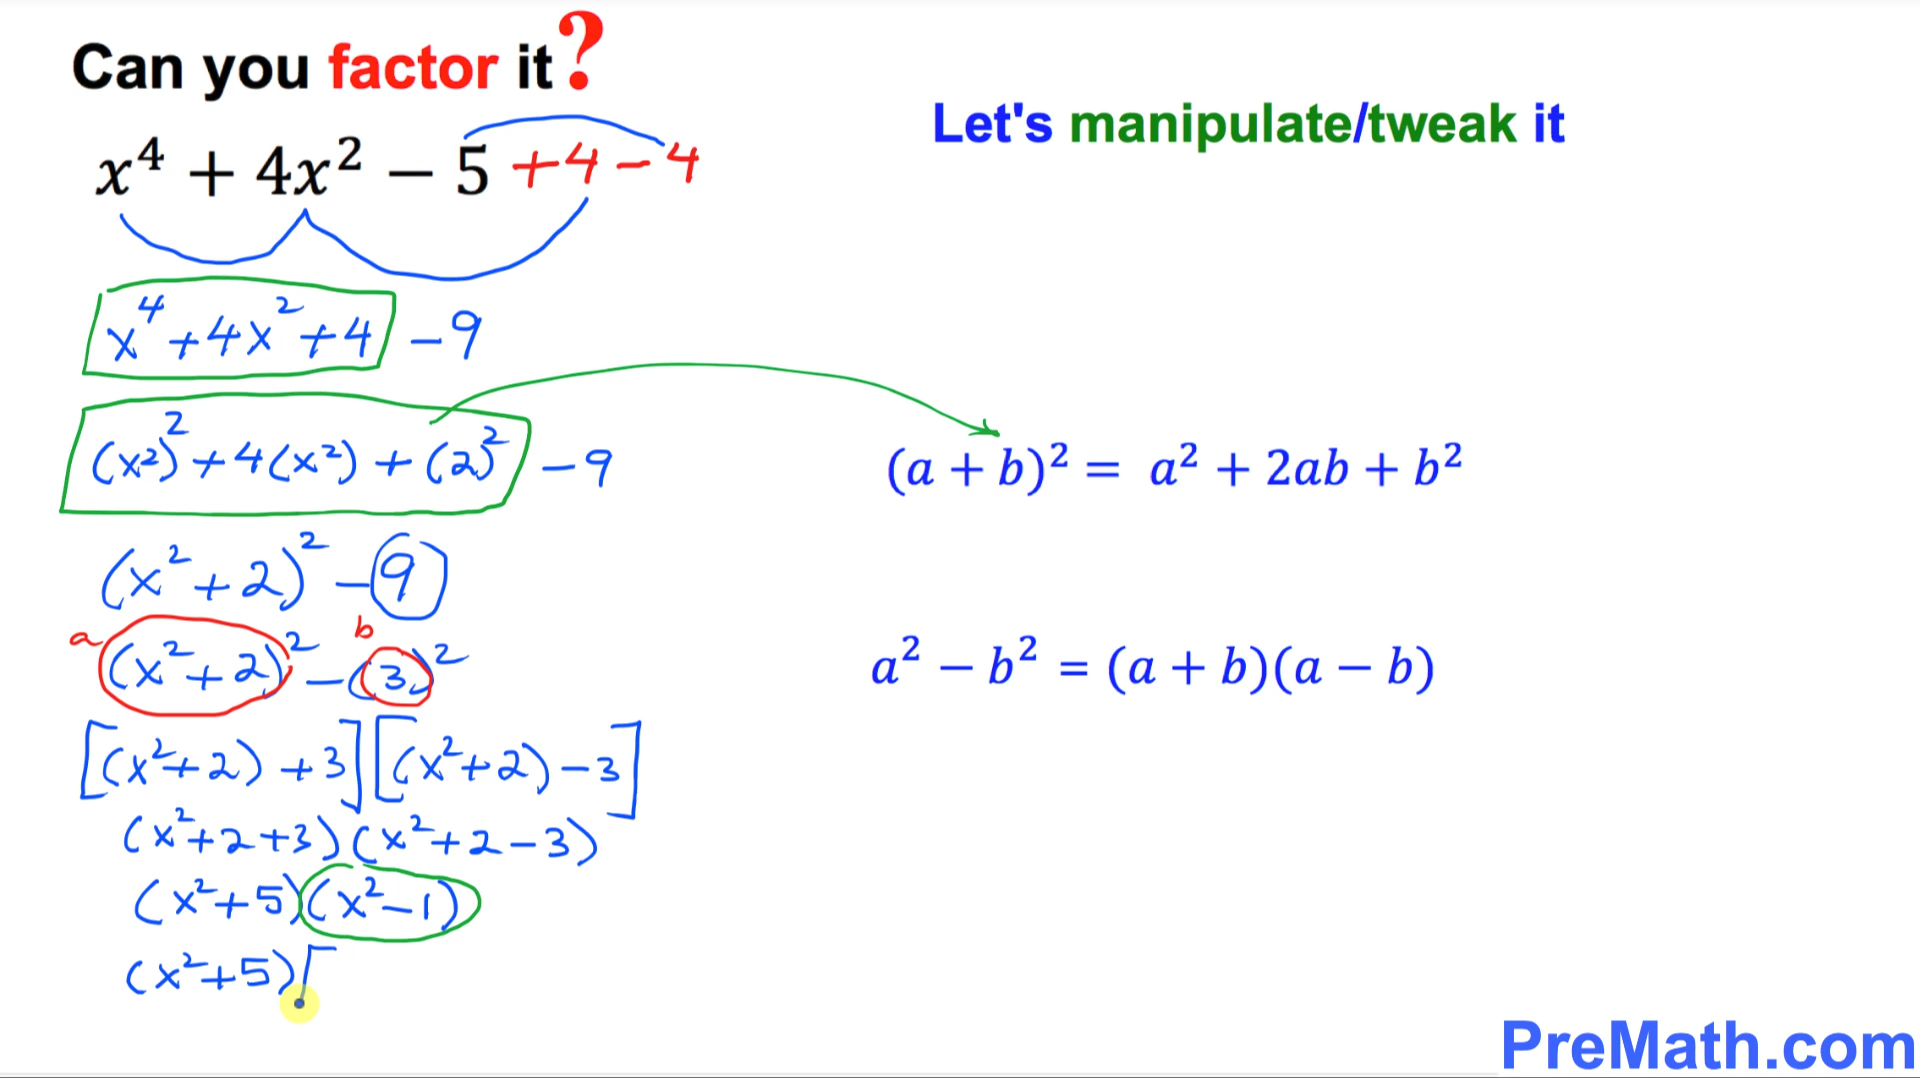 Can you factor it?
Let's manipulate/tweak it
x⁴ + 4x² − 5 +4 −4
x⁴ + 4x² + 4 − 9
(x²)² + 4(x²) + (2)² − 9
(a + b)² = a² + 2ab + b²
(x² + 2)² − 9
a b
(x² + 2)² − (3)²
a² − b² = (a + b)(a − b)
[(x² + 2) + 3][(x² + 2) − 3]
(x² + 2 + 3)(x² + 2 − 3)
(x² + 5)(x² − 1)
(x² + 5)[
PreMath.com